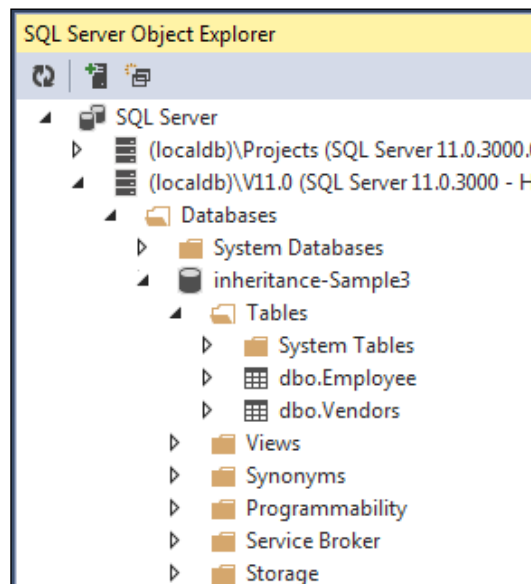 SQL Server Object Explorer
SQL Server
(localdb)\Projects (SQL Server 11.0.3000.
(localdb)\V11.0 (SQL Server 11.0.3000 - H
Databases
System Databases
inheritance-Sample3
Tables
System Tables
dbo.Employee
dbo.Vendors
Views
Synonyms
Programmability
Service Broker
Storage